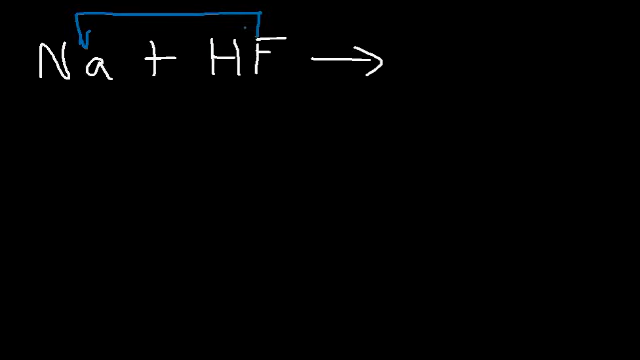 Na + HF →